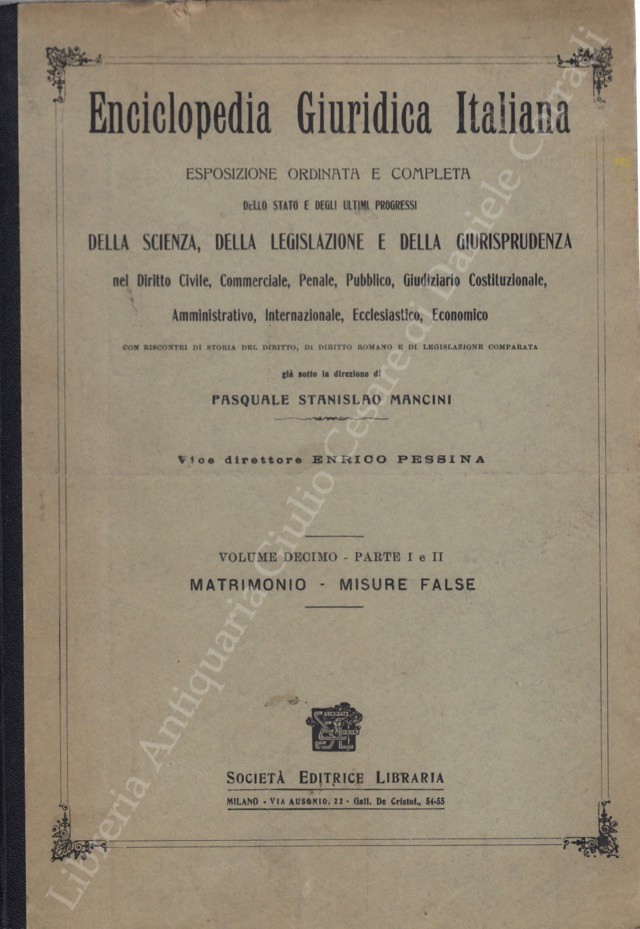 Enciclopedia Giuridica Italiana
ESPOSIZIONE ORDINATA E COMPLETA
DELLO STATO E DEGLI ULTIMI PROGRESSI
DELLA SCIENZA, DELLA LEGISLAZIONE E DELLA GIURISPRUDENZA
nel Diritto Civile, Commerciale, Penale, Pubblico, Giudiziario Costituzionale,
Amministrativo, Internazionale, Ecclesiastico, Economico
CON RISCONTRI DI STORIA DEL DIRITTO, DI DIRITTO ROMANO E DI LEGISLAZIONE COMPARATA
già sotto la direzione di
PASQUALE STANISLAO MANCINI
Vice direttore ENRICO PESSINA
VOLUME DECIMO - PARTE I e II
MATRIMONIO - MISURE FALSE
SOCIETÀ EDITRICE LIBRARIA
MILANO - VIA AUSONIO, 22 - Gall. De Cristof., 54-55
Libreria Antiquaria Giulio Cesare di Daniele Corradi